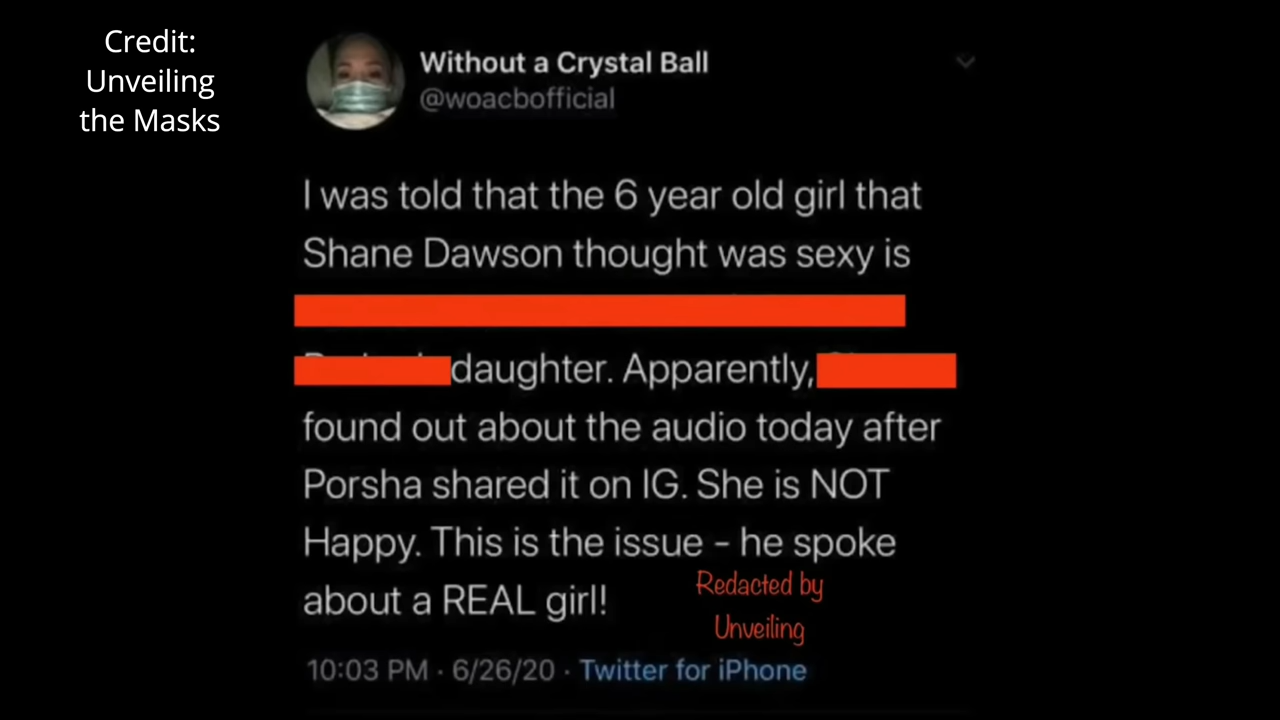 Credit:
Unveiling
the Masks
Without a Crystal Ball
@woacbofficial
I was told that the 6 year old girl that
Shane Dawson thought was sexy is
daughter. Apparently,
found out about the audio today after
Porsha shared it on IG. She is NOT
Happy. This is the issue - he spoke
about a REAL girl!
Redacted by
Unveiling
10:03 PM · 6/26/20 · Twitter for iPhone